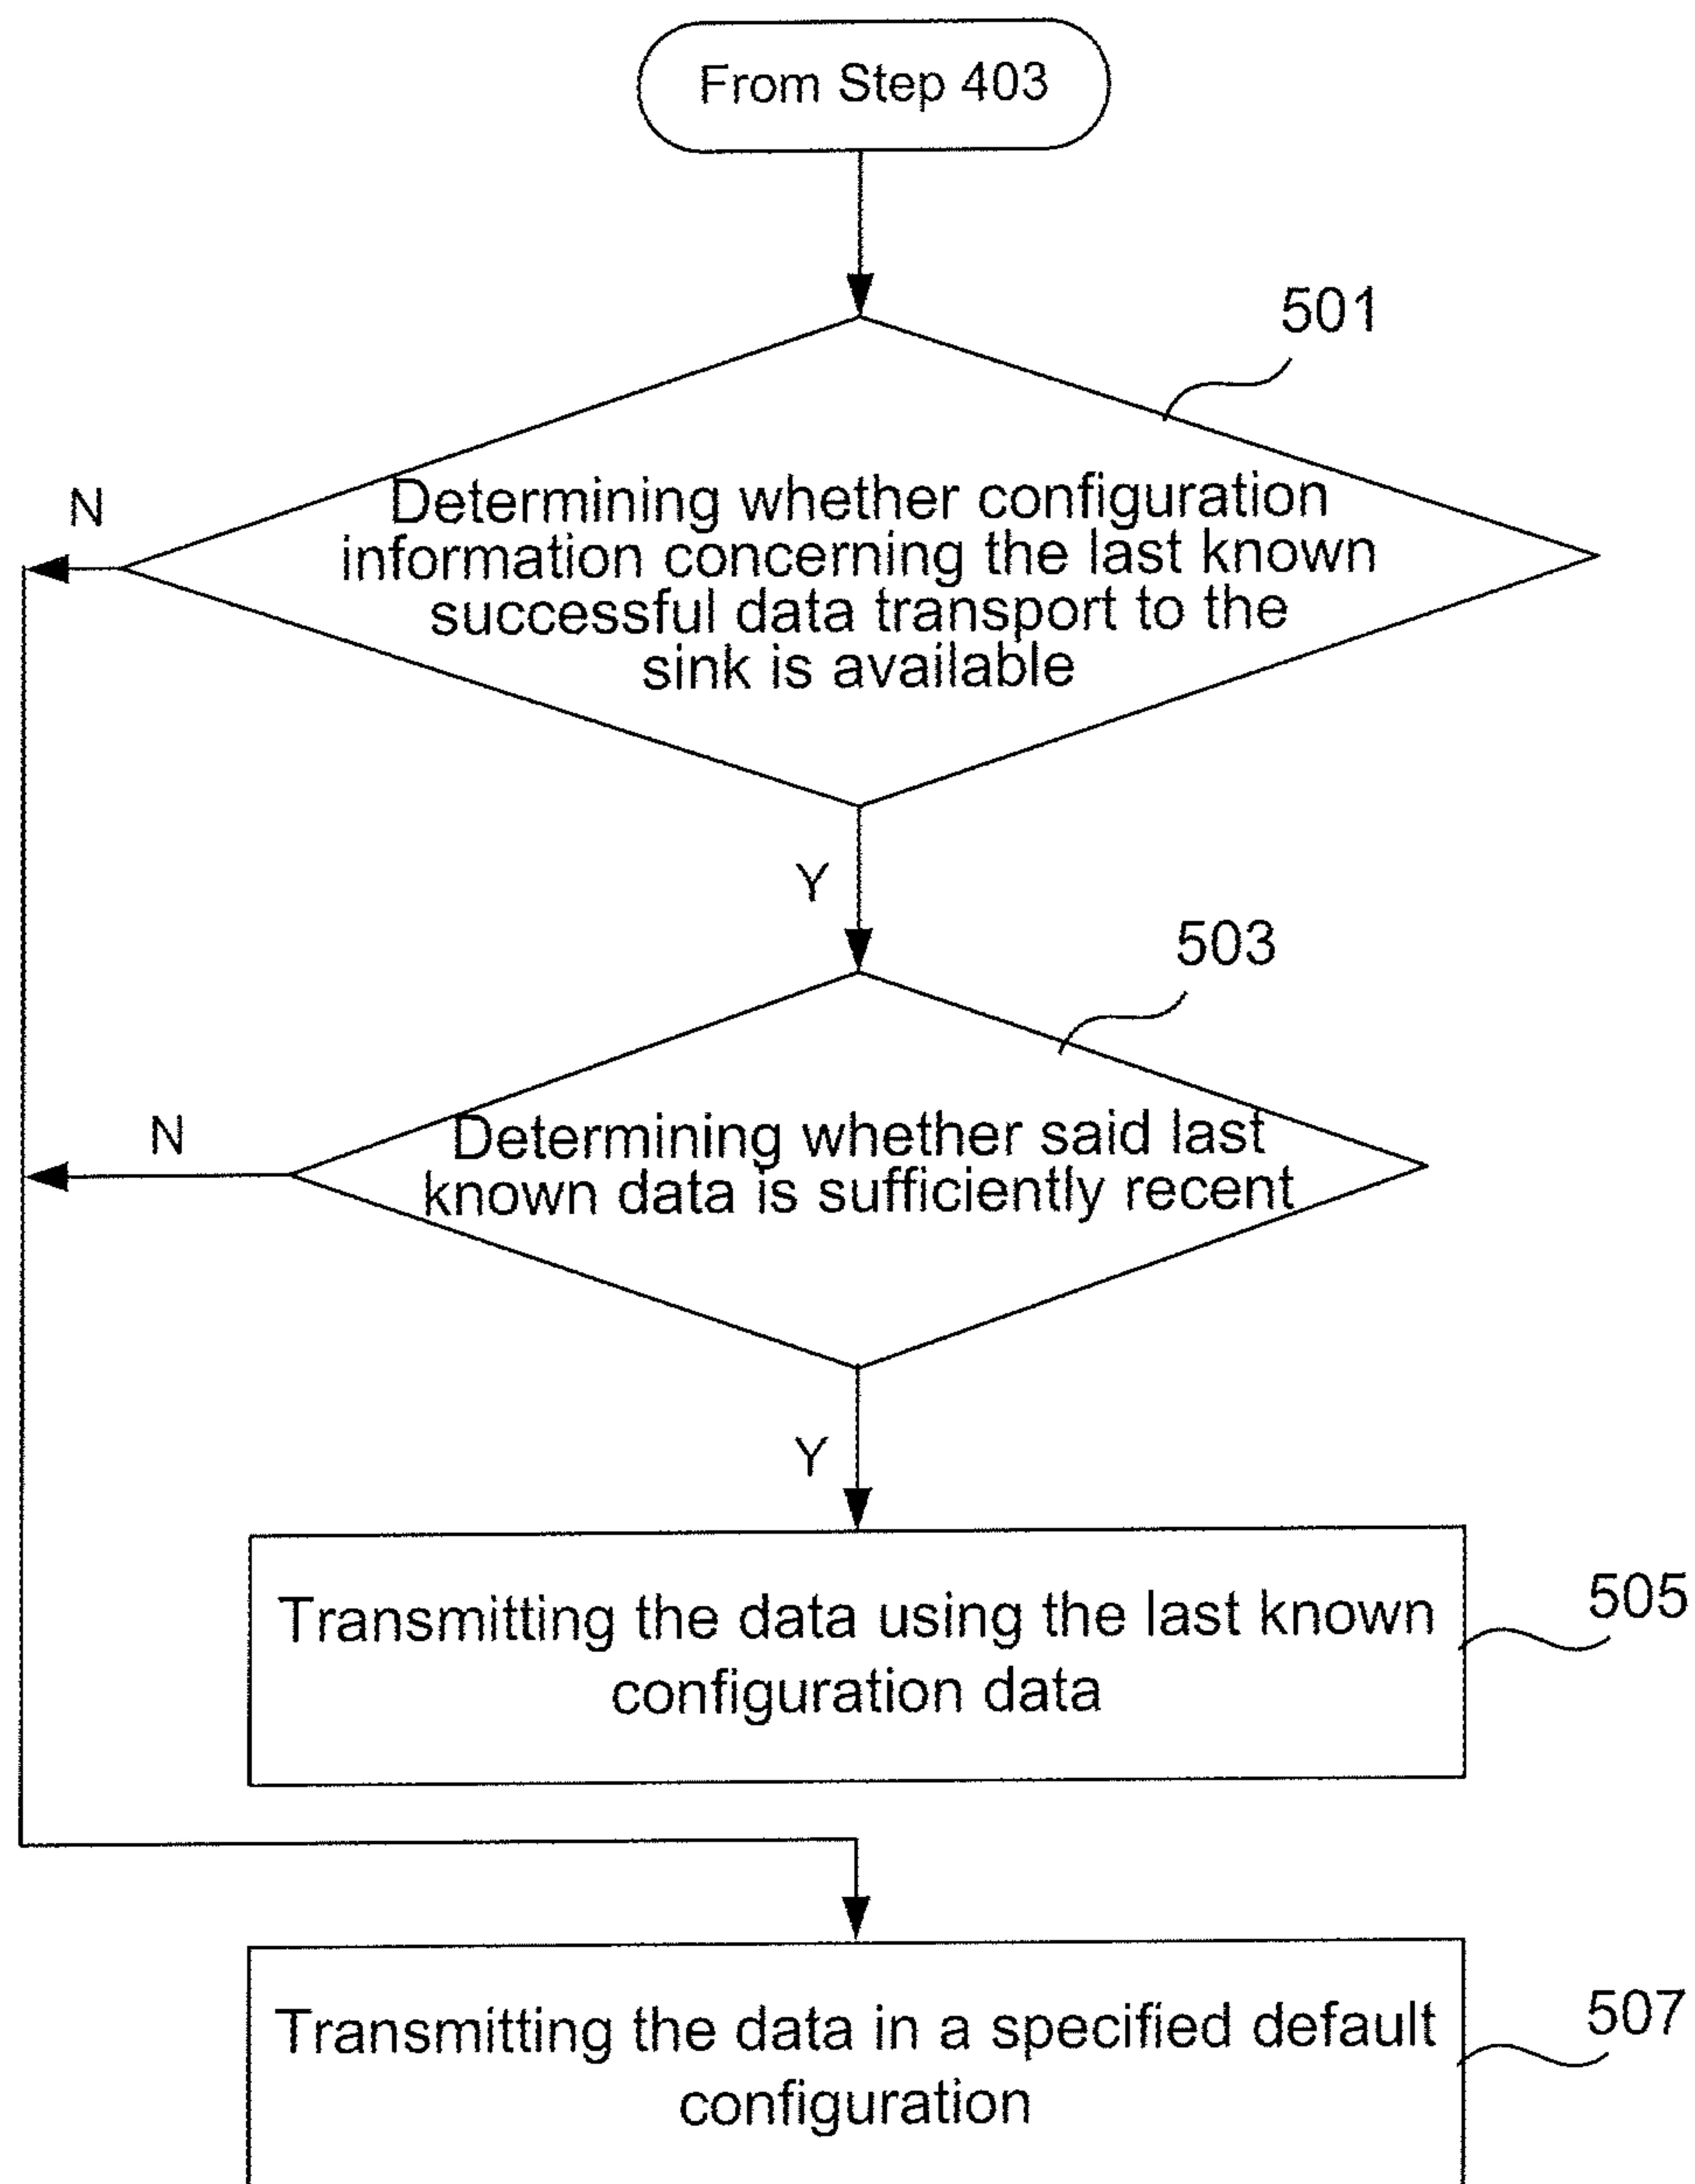 From Step 403
501
Determining whether configuration
information concerning the last known
successful data transport to the
sink is available
N
Y
503
Determining whether said last
known data is sufficiently recent
N
Y
Transmitting the data using the last known
configuration data
505
Transmitting the data in a specified default
configuration
507